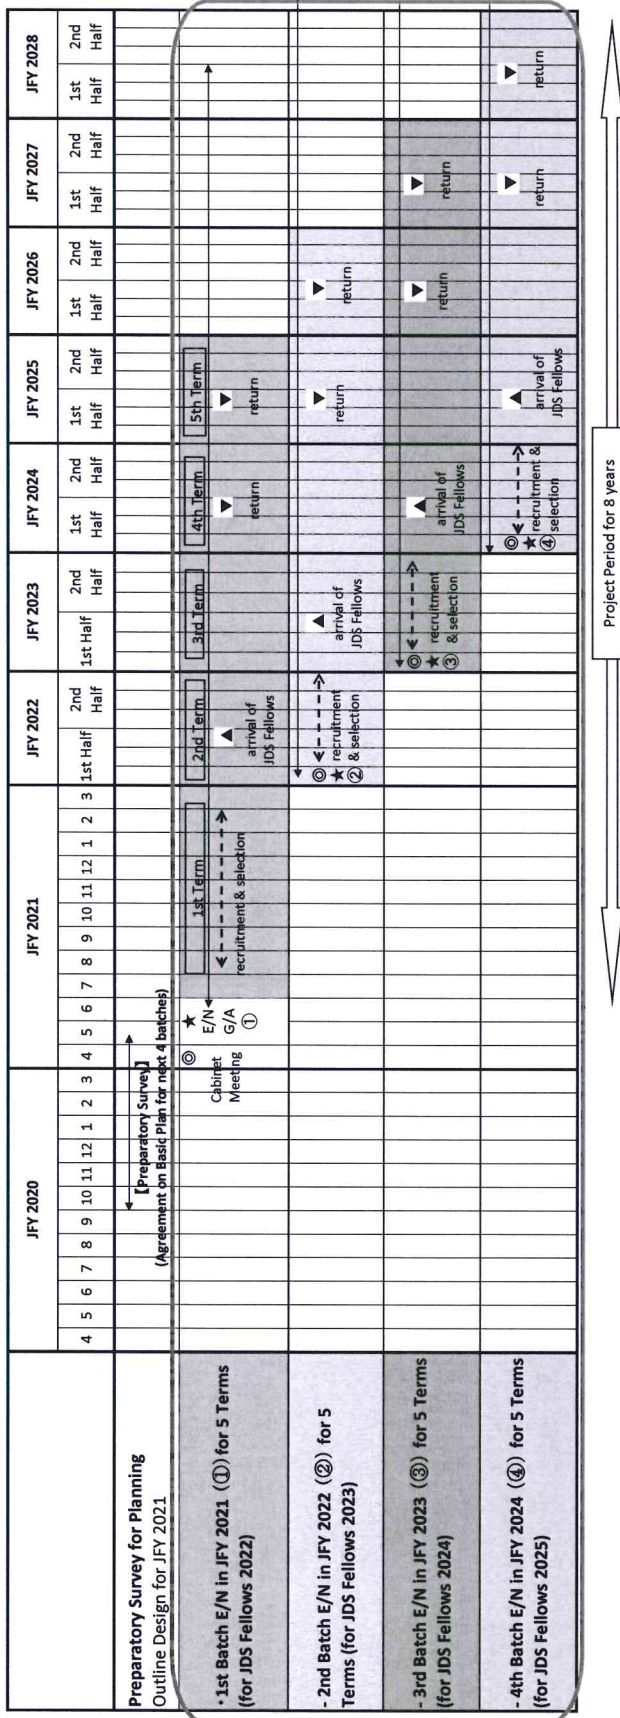 JFY 2020
JFY 2021
JFY 2022
JFY 2023
JFY 2024
JFY 2025
JFY 2026
JFY 2027
JFY 2028
4 5 6 7 8 9 10 11 12 1 2 3
4 5 6 7 8 9 10 11 12 1 2 3
1st Half
2nd Half
1st Half
2nd Half
1st Half
2nd Half
1st Half
2nd Half
1st Half
2nd Half
1st Half
2nd Half
1st Half
2nd Half
Preparatory Survey for Planning
Outline Design for JFY 2021
【Preparatory Survey】
(Agreement on Basic Plan for next 4 batches)
・1st Batch E/N in JFY 2021 (①) for 5 Terms
(for JDS Fellows 2022)
◎
Cabinet
Meeting
★
E/N
G/A
①
1st Term
recruitment & selection
2nd Term
▲
arrival of
JDS Fellows
3rd Term
4th Term
▼
return
5th Term
▼
return
- 2nd Batch E/N in JFY 2022 (②) for 5
Terms (for JDS Fellows 2023)
◎
★ recruitment
② & selection
▲
arrival of
JDS Fellows
▼
return
▼
return
- 3rd Batch E/N in JFY 2023 (③) for 5 Terms
(for JDS Fellows 2024)
◎
★ recruitment
③ & selection
▲
arrival of
JDS Fellows
▼
return
▼
return
- 4th Batch E/N in JFY 2024 (④) for 5 Terms
(for JDS Fellows 2025)
◎
★ recruitment &
④ selection
▲
arrival of
JDS Fellows
▼
return
▼
return
Project Period for 8 years